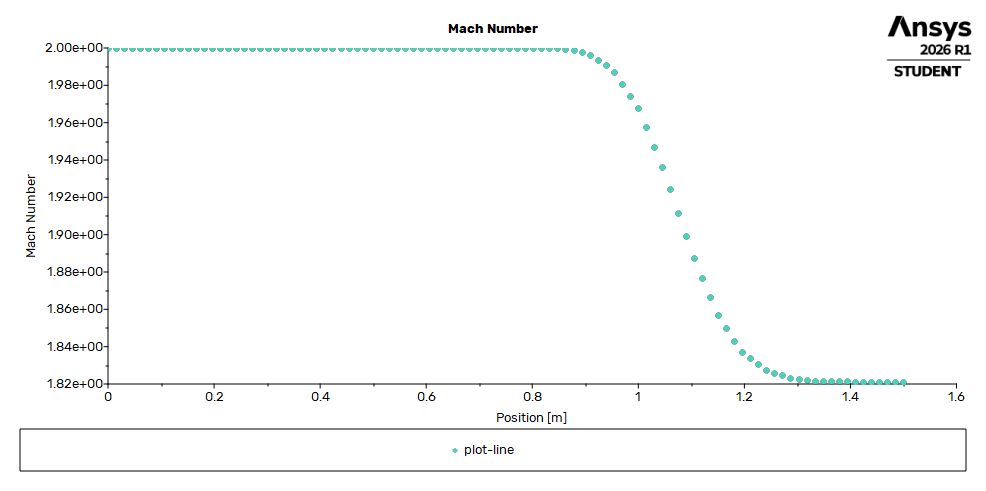 Mach Number
Ansys
2026 R1
STUDENT
2.00e+00
1.98e+00
1.96e+00
1.94e+00
1.92e+00
1.90e+00
1.88e+00
1.86e+00
1.84e+00
1.82e+00
Mach Number
0 0.2 0.4 0.6 0.8 1 1.2 1.4 1.6
Position [m]
plot-line